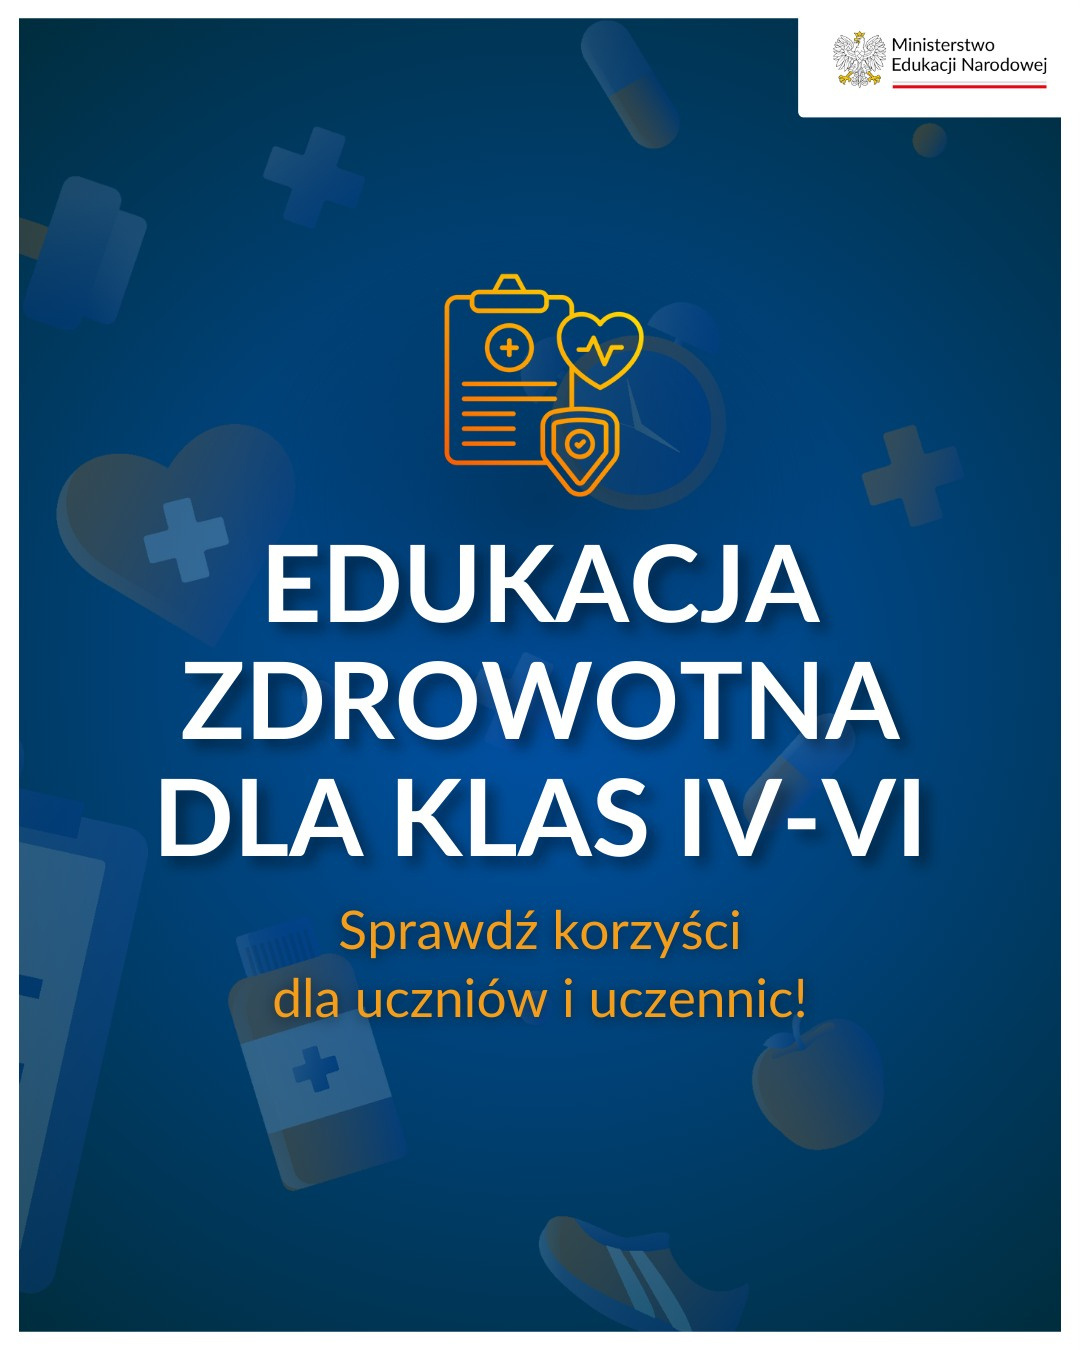 Ministerstwo
Edukacji Narodowej
EDUKACJA
ZDROWOTNA
DLA KLAS IV-VI
Sprawdź korzyści
dla uczniów i uczennic!